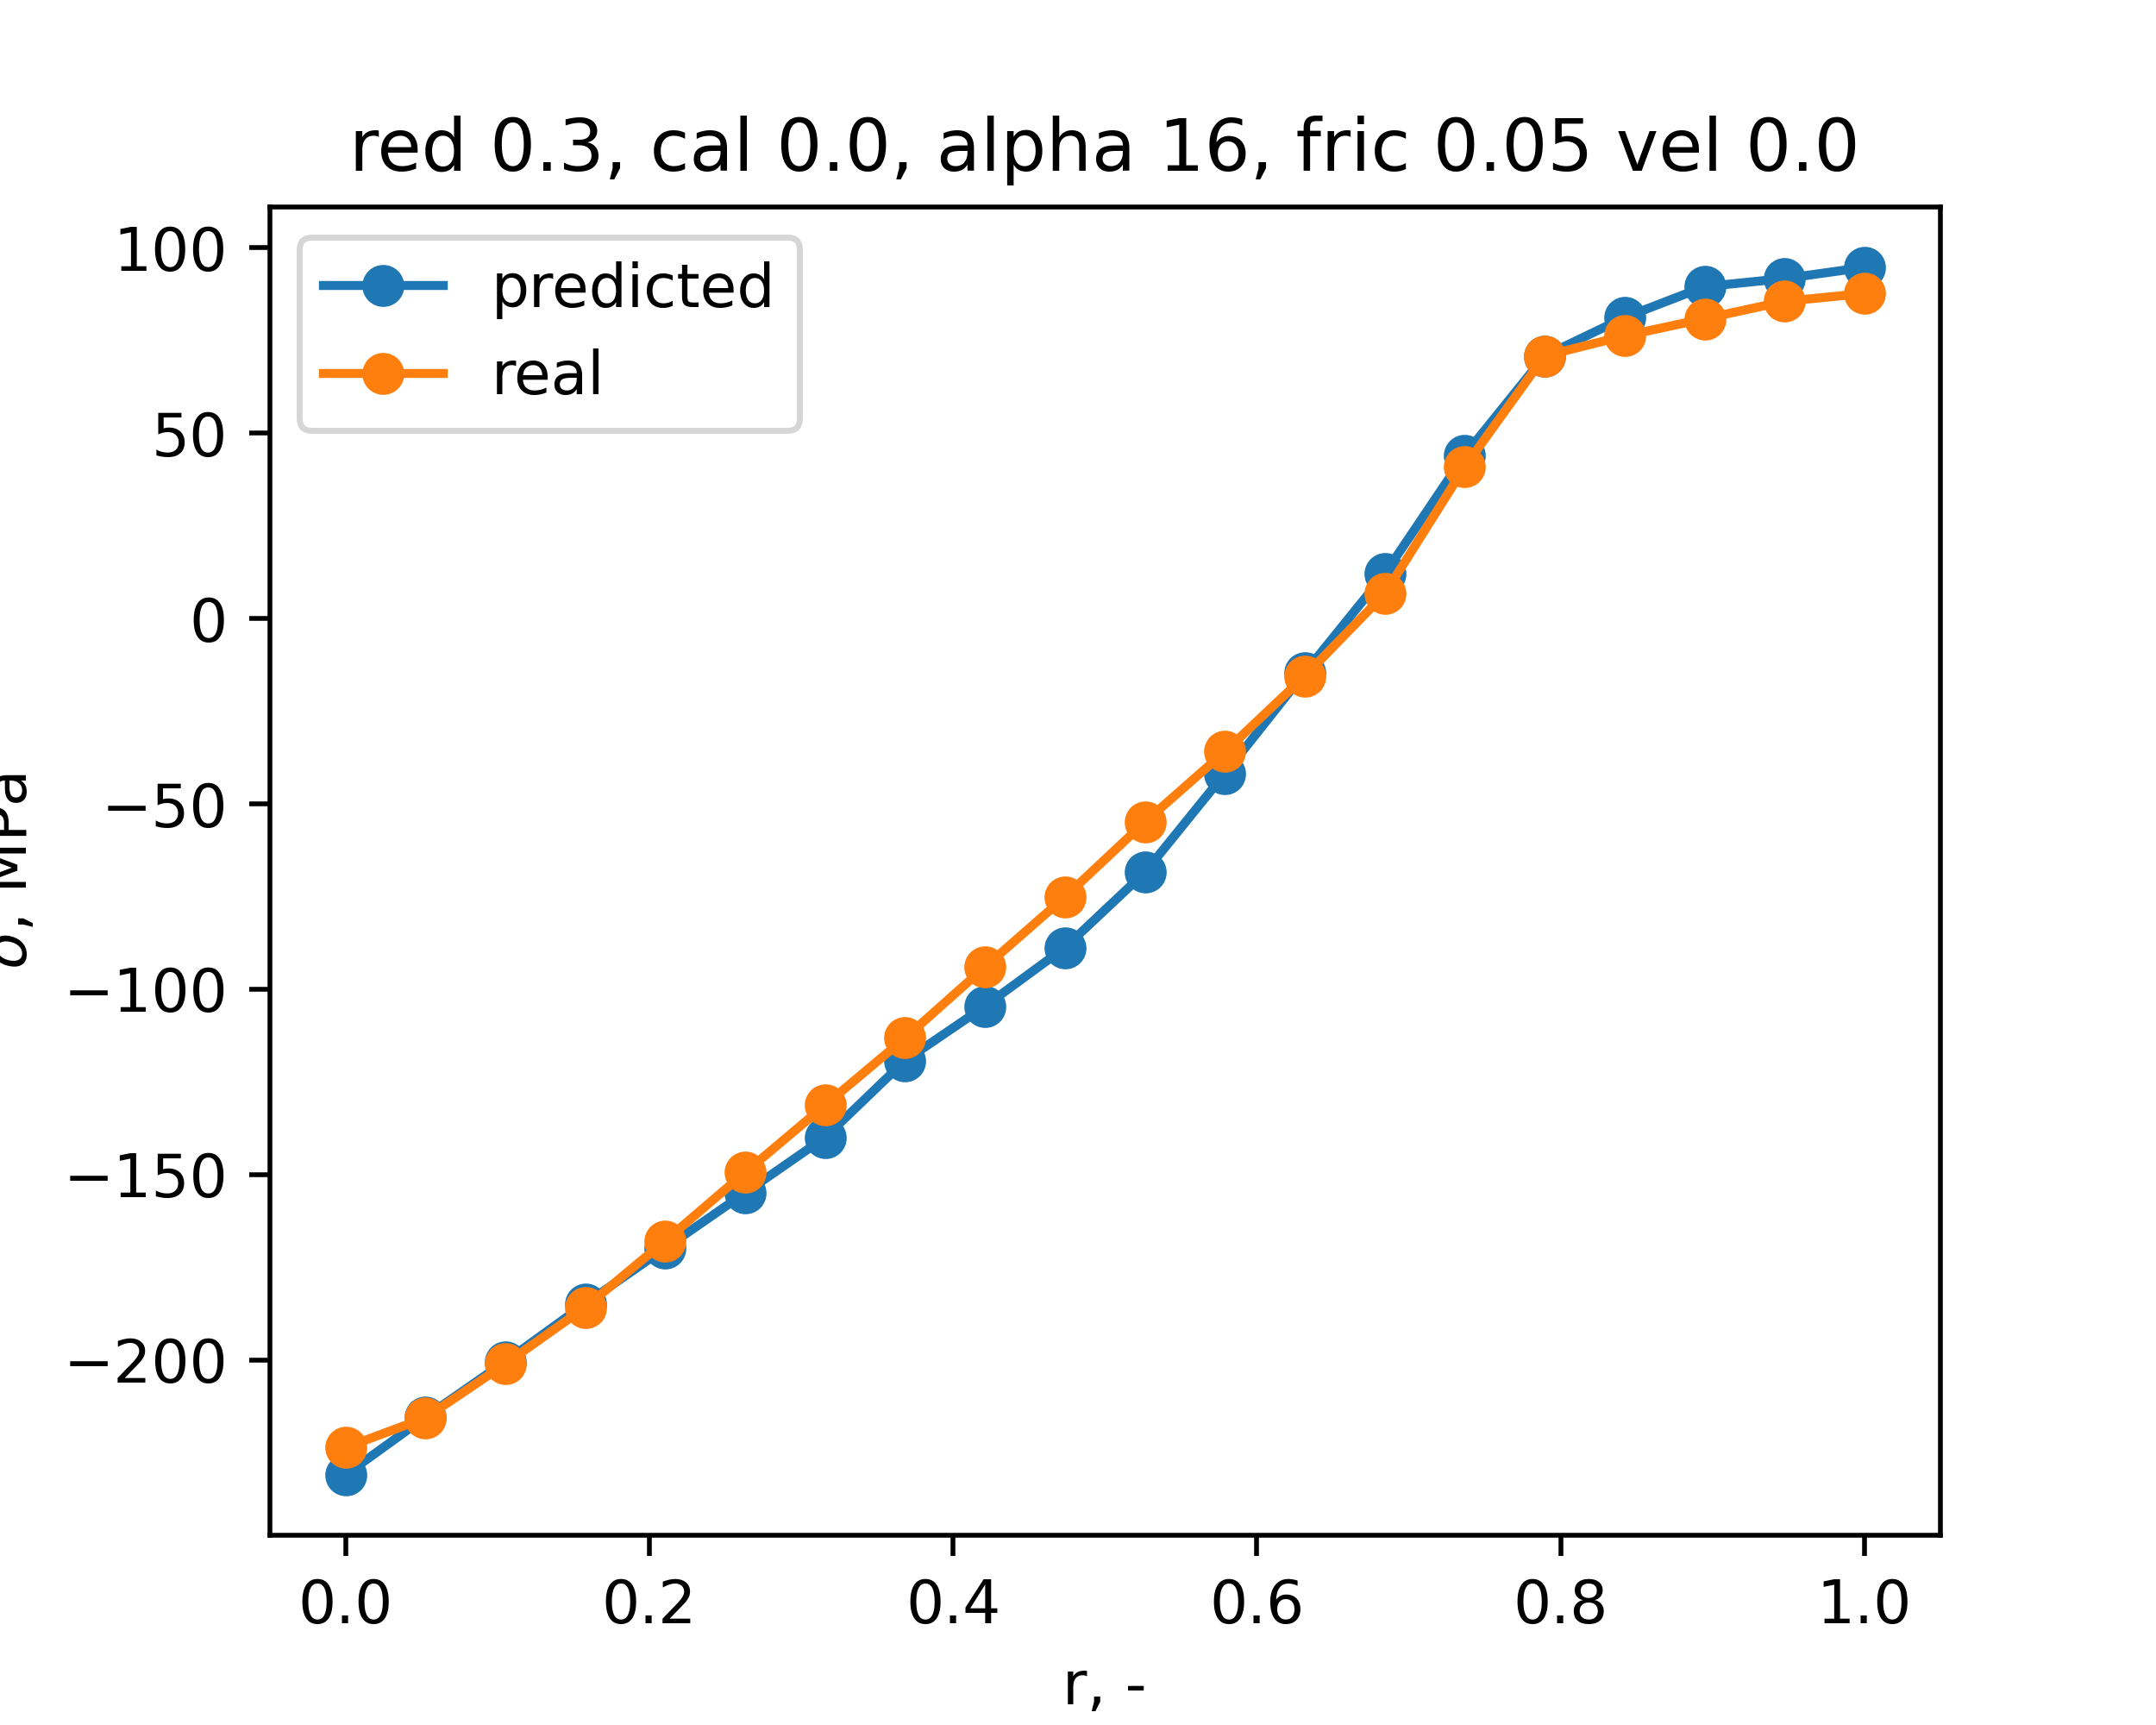 red 0.3, cal 0.0, alpha 16, fric 0.05 vel 0.0
predicted
real
100
50
0
−50
−100
−150
−200
σ, MPa
0.0 0.2 0.4 0.6 0.8 1.0
r, -